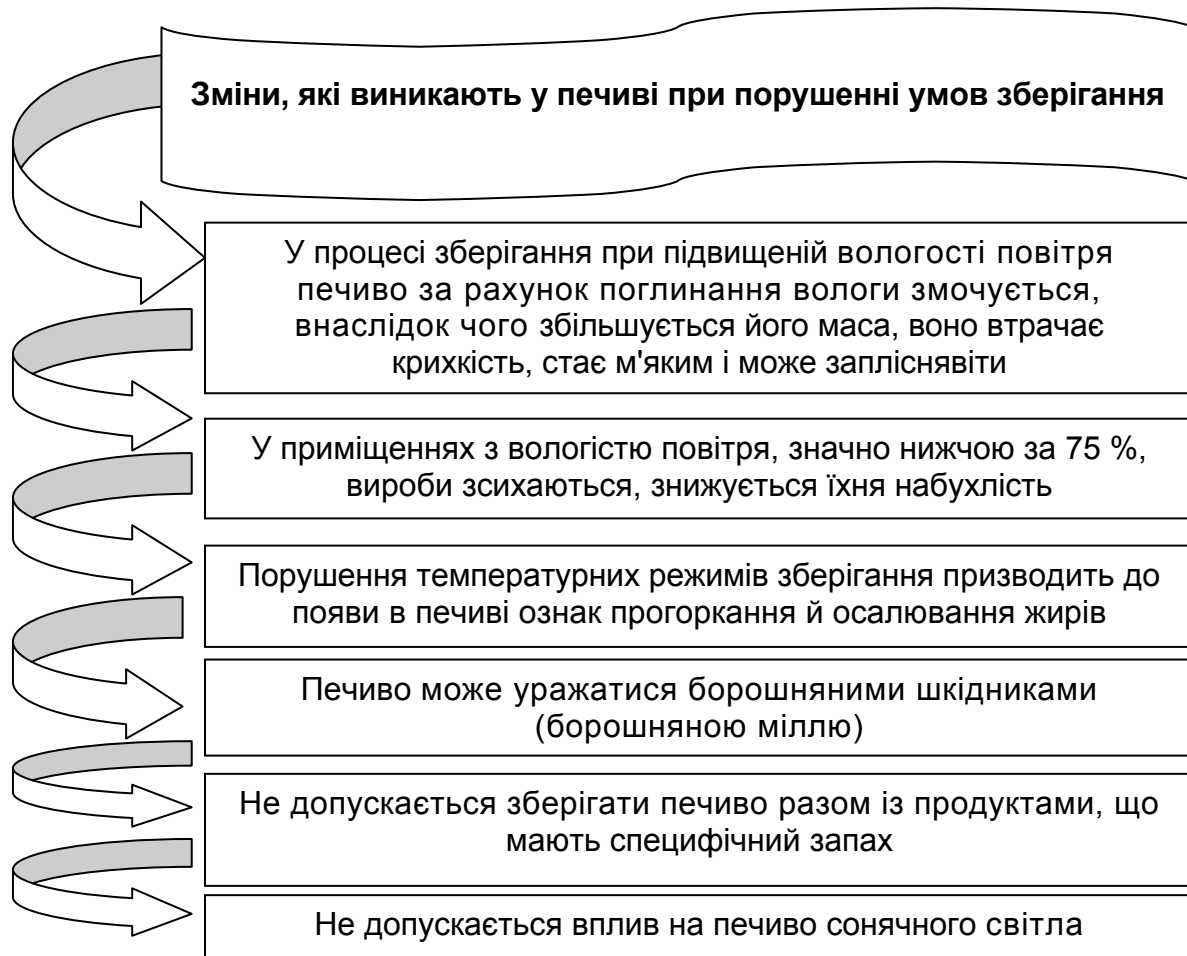 Зміни, які виникають у печиві при порушенні умов зберігання
У процесі зберігання при підвищеній вологості повітря
печиво за рахунок поглинання вологи змочується,
внаслідок чого збільшується його маса, воно втрачає
крихкість, стає м'яким і може запліснявіти
У приміщеннях з вологістю повітря, значно нижчою за 75 %,
вироби зсихаються, знижується їхня набухлість
Порушення температурних режимів зберігання призводить до
появи в печиві ознак прогоркання й осалювання жирів
Печиво може уражатися борошняними шкідниками
(борошняною міллю)
Не допускається зберігати печиво разом із продуктами, що
мають специфічний запах
Не допускається вплив на печиво сонячного світла